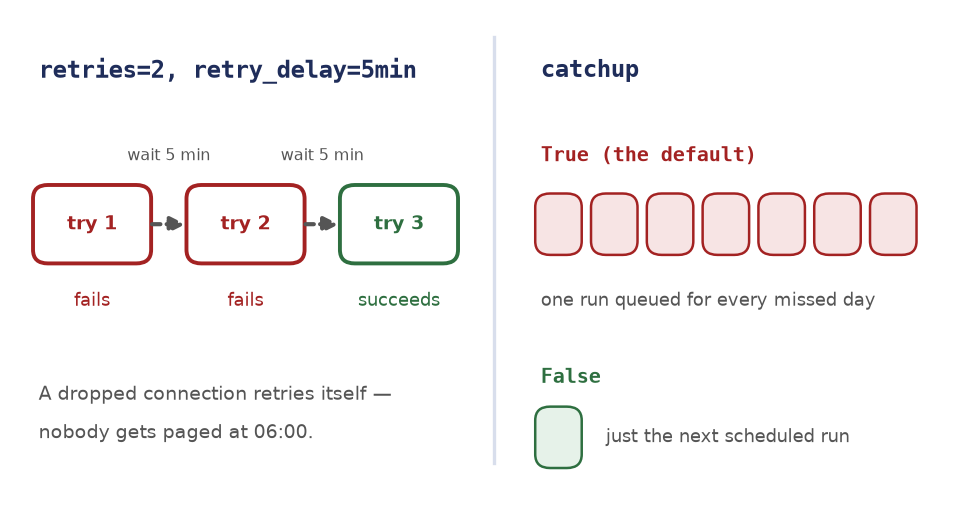 retries=2, retry_delay=5min
wait 5 min
wait 5 min
try 1
try 2
try 3
fails
fails
succeeds
A dropped connection retries itself —
nobody gets paged at 06:00.
catchup
True (the default)
one run queued for every missed day
False
just the next scheduled run